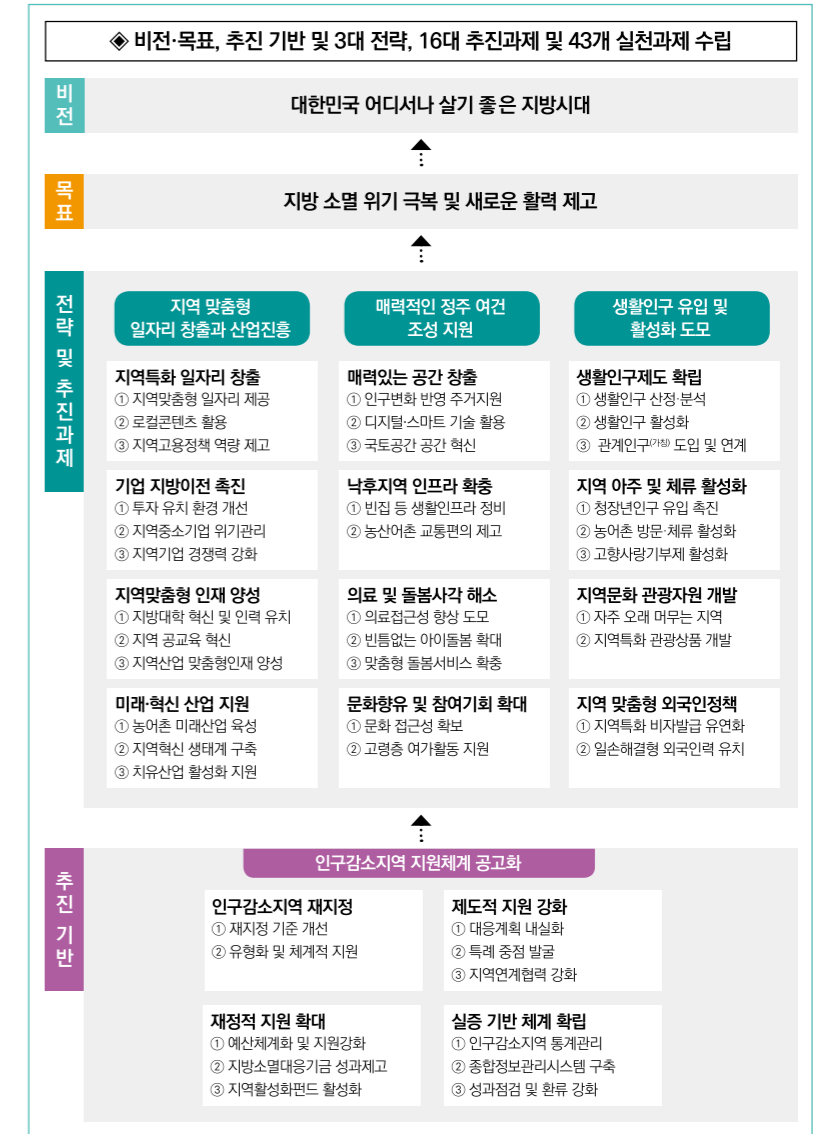 ◈ 비전·목표, 추진 기반 및 3대 전략, 16대 추진과제 및 43개 실천과제 수립
비전
대한민국 어디서나 살기 좋은 지방시대
목표
지방 소멸 위기 극복 및 새로운 활력 제고
전략 및 추진과제
지역 맞춤형
일자리 창출과 산업진흥
지역특화 일자리 창출
① 지역맞춤형 일자리 제공
② 로컬콘텐츠 활용
③ 지역고용정책 역량 제고
기업 지방이전 촉진
① 투자 유치 환경 개선
② 지역중소기업 위기관리
③ 지역기업 경쟁력 강화
지역맞춤형 인재 양성
① 지방대학 혁신 및 인력 유치
② 지역 공교육 혁신
③ 지역산업 맞춤형인재 양성
미래·혁신 산업 지원
① 농어촌 미래산업 육성
② 지역혁신 생태계 구축
③ 치유산업 활성화 지원
매력적인 정주 여건
조성 지원
매력있는 공간 창출
① 인구변화 반영 주거지원
② 디지털·스마트 기술 활용
③ 국토공간 공간 혁신
낙후지역 인프라 확충
① 빈집 등 생활인프라 정비
② 농산어촌 교통편의 제고
의료 및 돌봄사각 해소
① 의료접근성 향상 도모
② 빈틈없는 아이돌봄 확대
③ 맞춤형 돌봄서비스 확충
문화향유 및 참여기회 확대
① 문화 접근성 확보
② 고령층 여가활동 지원
생활인구 유입 및
활성화 도모
생활인구제도 확립
① 생활인구 산정·분석
② 생활인구 활성화
③ 관계인구(가칭) 도입 및 연계
지역 아주 및 체류 활성화
① 청장년인구 유입 촉진
② 농어촌 방문·체류 활성화
③ 고향사랑기부제 활성화
지역문화 관광자원 개발
① 자주 오래 머무는 지역
② 지역특화 관광상품 개발
지역 맞춤형 외국인정책
① 지역특화 비자발급 유연화
② 일손해결형 외국인력 유치
추진 기반
인구감소지역 지원체계 공고화
인구감소지역 재지정
① 재지정 기준 개선
② 유형화 및 체계적 지원
제도적 지원 강화
① 대응계획 내실화
② 특례 중점 발굴
③ 지역연계협력 강화
재정적 지원 확대
① 예산체계화 및 지원강화
② 지방소멸대응기금 성과제고
③ 지역활성화펀드 활성화
실증 기반 체계 확립
① 인구감소지역 통계관리
② 종합정보관리시스템 구축
③ 성과점검 및 환류 강화